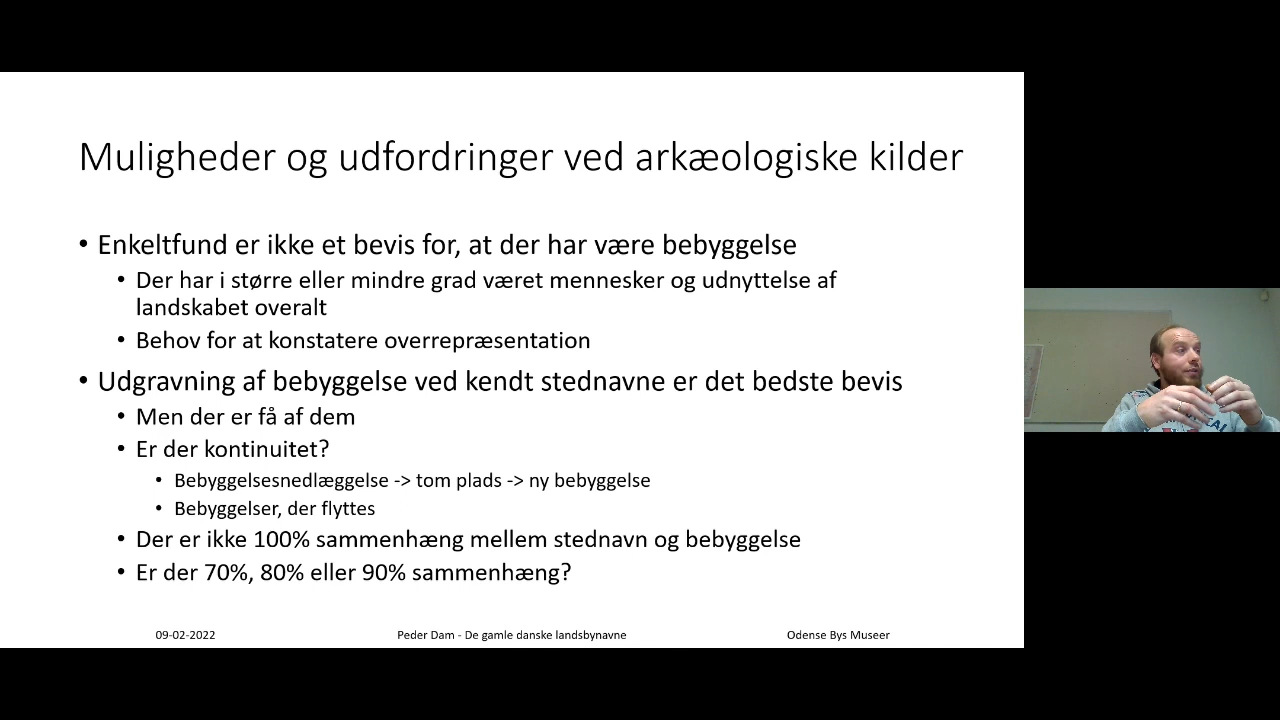 Muligheder og udfordringer ved arkæologiske kilder
• Enkeltfund er ikke et bevis for, at der har være bebyggelse
• Der har i større eller mindre grad været mennesker og udnyttelse af
landskabet overalt
• Behov for at konstatere overrepræsentation
• Udgravning af bebyggelse ved kendt stednavne er det bedste bevis
• Men der er få af dem
• Er der kontinuitet?
• Bebyggelsesnedlæggelse -> tom plads -> ny bebyggelse
• Bebyggelser, der flyttes
• Der er ikke 100% sammenhæng mellem stednavn og bebyggelse
• Er der 70%, 80% eller 90% sammenhæng?
09-02-2022 Peder Dam - De gamle danske landsbynavne Odense Bys Museer